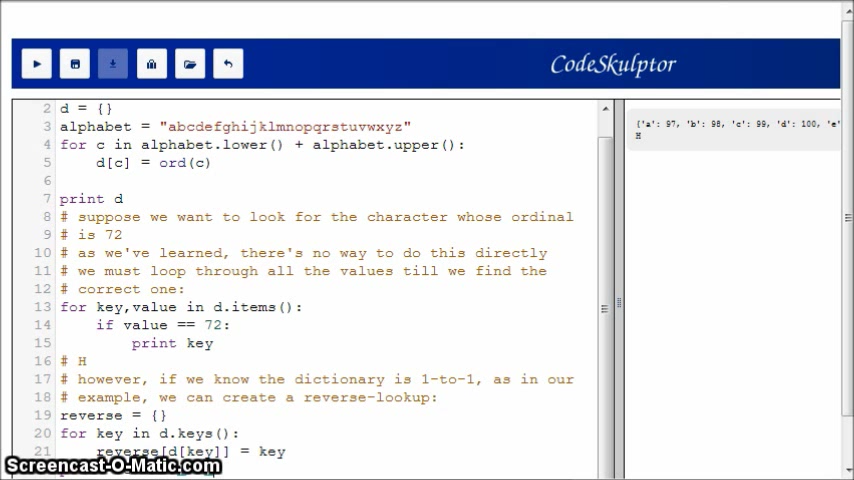 CodeSkulptor
2 d = {}
3 alphabet = "abcdefghijklmnopqrstuvwxyz"
4 for c in alphabet.lower() + alphabet.upper():
5 d[c] = ord(c)
6
7 print d
8 # suppose we want to look for the character whose ordinal
9 # is 72
10 # as we've learned, there's no way to do this directly
11 # we must loop through all the values till we find the
12 # correct one:
13 for key,value in d.items():
14 if value == 72:
15 print key
16 # H
17 # however, if we know the dictionary is 1-to-1, as in our
18 # example, we can create a reverse-lookup:
19 reverse = {}
20 for key in d.keys():
21 reverse[d[key]] = key
{'a': 97, 'b': 98, 'c': 99, 'd': 100, 'e'
H
Screencast-O-Matic.com